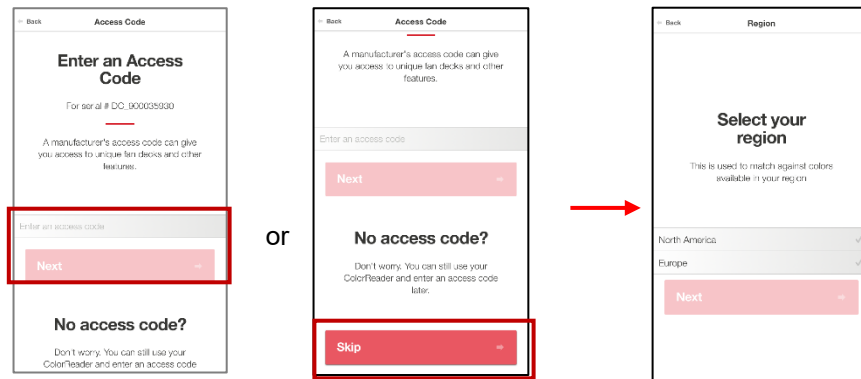 Back
Access Code
Enter an Access
Code
For serial # DC_900035930
A manufacturer's access code can give
you access to unique fan decks and other
features.
Enter an access code
Next
No access code?
Don't worry. You can still use your
ColorReader and enter an access code
or
Back
Access Code
A manufacturer's access code can give
you access to unique fan decks and other
features.
Enter an access code
Next
No access code?
Don't worry. You can still use your
ColorReader and enter an access code
later.
Skip
Back
Region
Select your
region
This is used to match against colors
available in your region
North America
Europe
Next